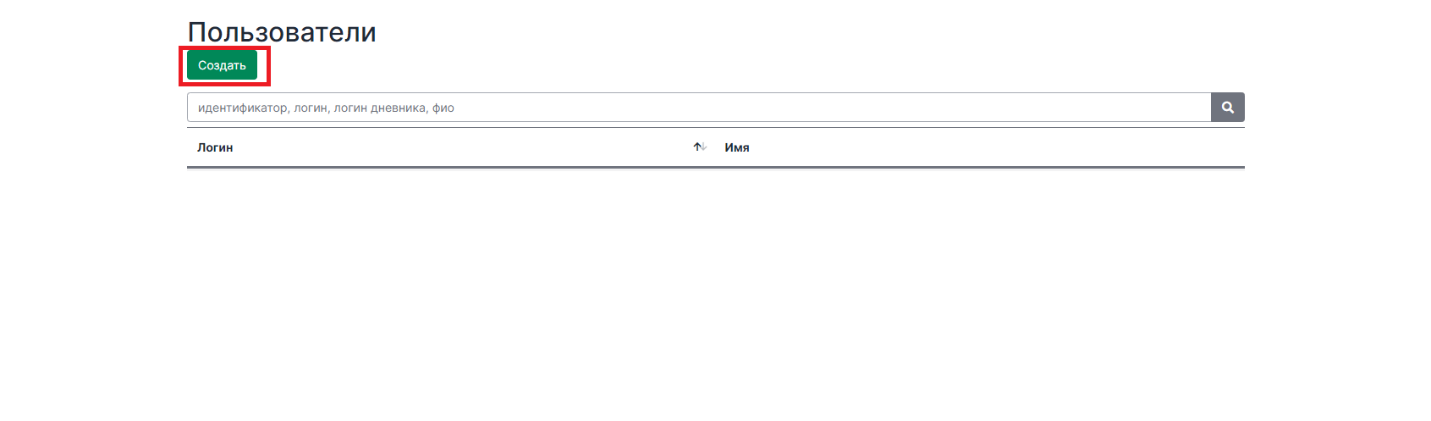 Пользователи
Создать
идентификатор, логин, логин дневника, фио
Логин Имя